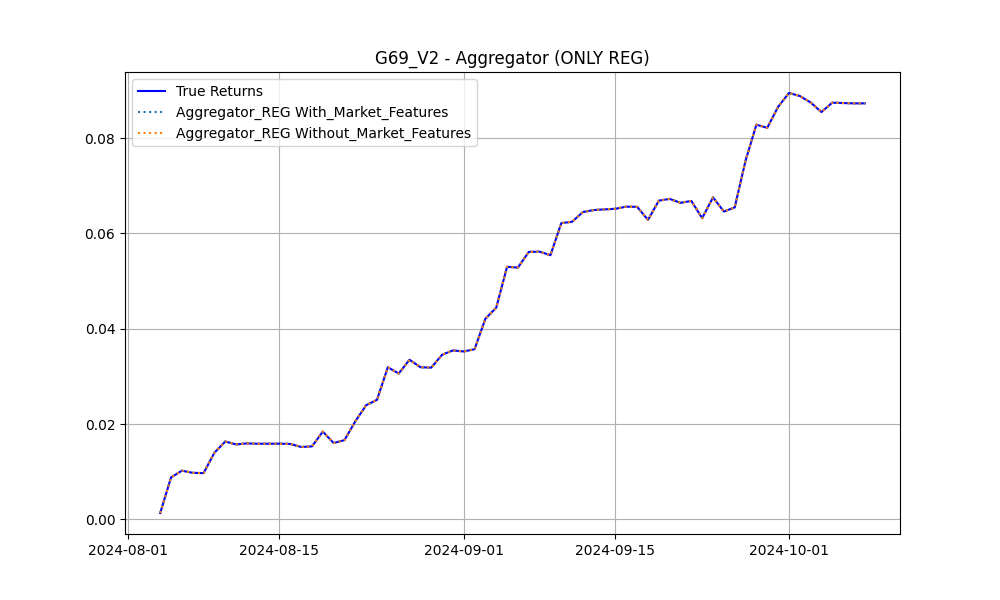 G69_V2 - Aggregator (ONLY REG)
True Returns
Aggregator_REG With_Market_Features
Aggregator_REG Without_Market_Features
0.08
0.06
0.04
0.02
0.00
2024-08-01 2024-08-15 2024-09-01 2024-09-15 2024-10-01